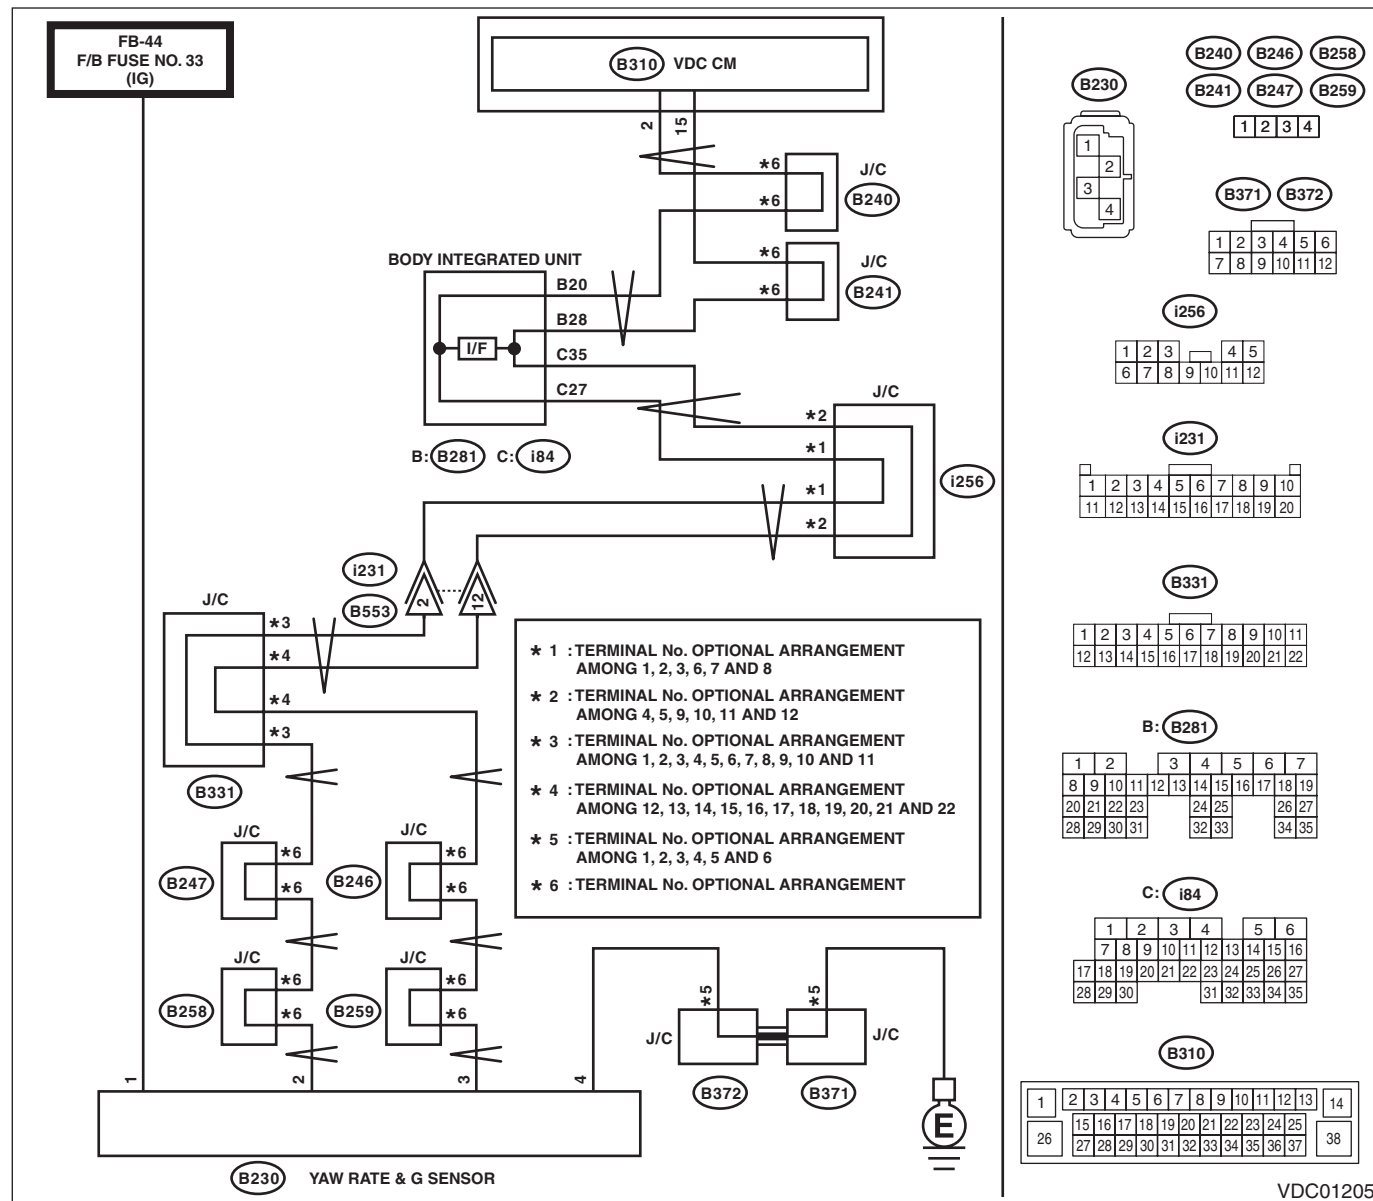 FB-44
F/B FUSE NO. 33
(IG)
B310 VDC CM
2
15
*6
*6
J/C
B240
*6
*6
J/C
B241
BODY INTEGRATED UNIT
B20
B28
I/F
C35
C27
B: B281 C: i84
J/C
*2
*1
*1
*2
i256
i231
B553
2
12
J/C
*3
*4
*4
*3
B331
* 1 : TERMINAL No. OPTIONAL ARRANGEMENT
AMONG 1, 2, 3, 6, 7 AND 8
* 2 : TERMINAL No. OPTIONAL ARRANGEMENT
AMONG 4, 5, 9, 10, 11 AND 12
* 3 : TERMINAL No. OPTIONAL ARRANGEMENT
AMONG 1, 2, 3, 4, 5, 6, 7, 8, 9, 10 AND 11
* 4 : TERMINAL No. OPTIONAL ARRANGEMENT
AMONG 12, 13, 14, 15, 16, 17, 18, 19, 20, 21 AND 22
* 5 : TERMINAL No. OPTIONAL ARRANGEMENT
AMONG 1, 2, 3, 4, 5 AND 6
* 6 : TERMINAL No. OPTIONAL ARRANGEMENT
J/C
*6
*6
B247
J/C
*6
*6
B246
J/C
*6
*6
B258
J/C
*6
*6
B259
*5
*5
J/C
J/C
B372
B371
E
1
2
3
4
B230 YAW RATE & G SENSOR
B230
1
2
3
4
B240 B246 B258
B241 B247 B259
1 2 3 4
B371 B372
1 2 3 4 5 6
7 8 9 10 11 12
i256
1 2 3 4 5
6 7 8 9 10 11 12
i231
1 2 3 4 5 6 7 8 9 10
11 12 13 14 15 16 17 18 19 20
B331
1 2 3 4 5 6 7 8 9 10 11
12 13 14 15 16 17 18 19 20 21 22
B: B281
1 2 3 4 5 6 7
8 9 10 11 12 13 14 15 16 17 18 19
20 21 22 23 24 25 26 27
28 29 30 31 32 33 34 35
C: i84
1 2 3 4 5 6
7 8 9 10 11 12 13 14 15 16
17 18 19 20 21 22 23 24 25 26 27
28 29 30 31 32 33 34 35
B310
1 2 3 4 5 6 7 8 9 10 11 12 13 14
15 16 17 18 19 20 21 22 23 24 25
26 27 28 29 30 31 32 33 34 35 36 37 38
VDC01205